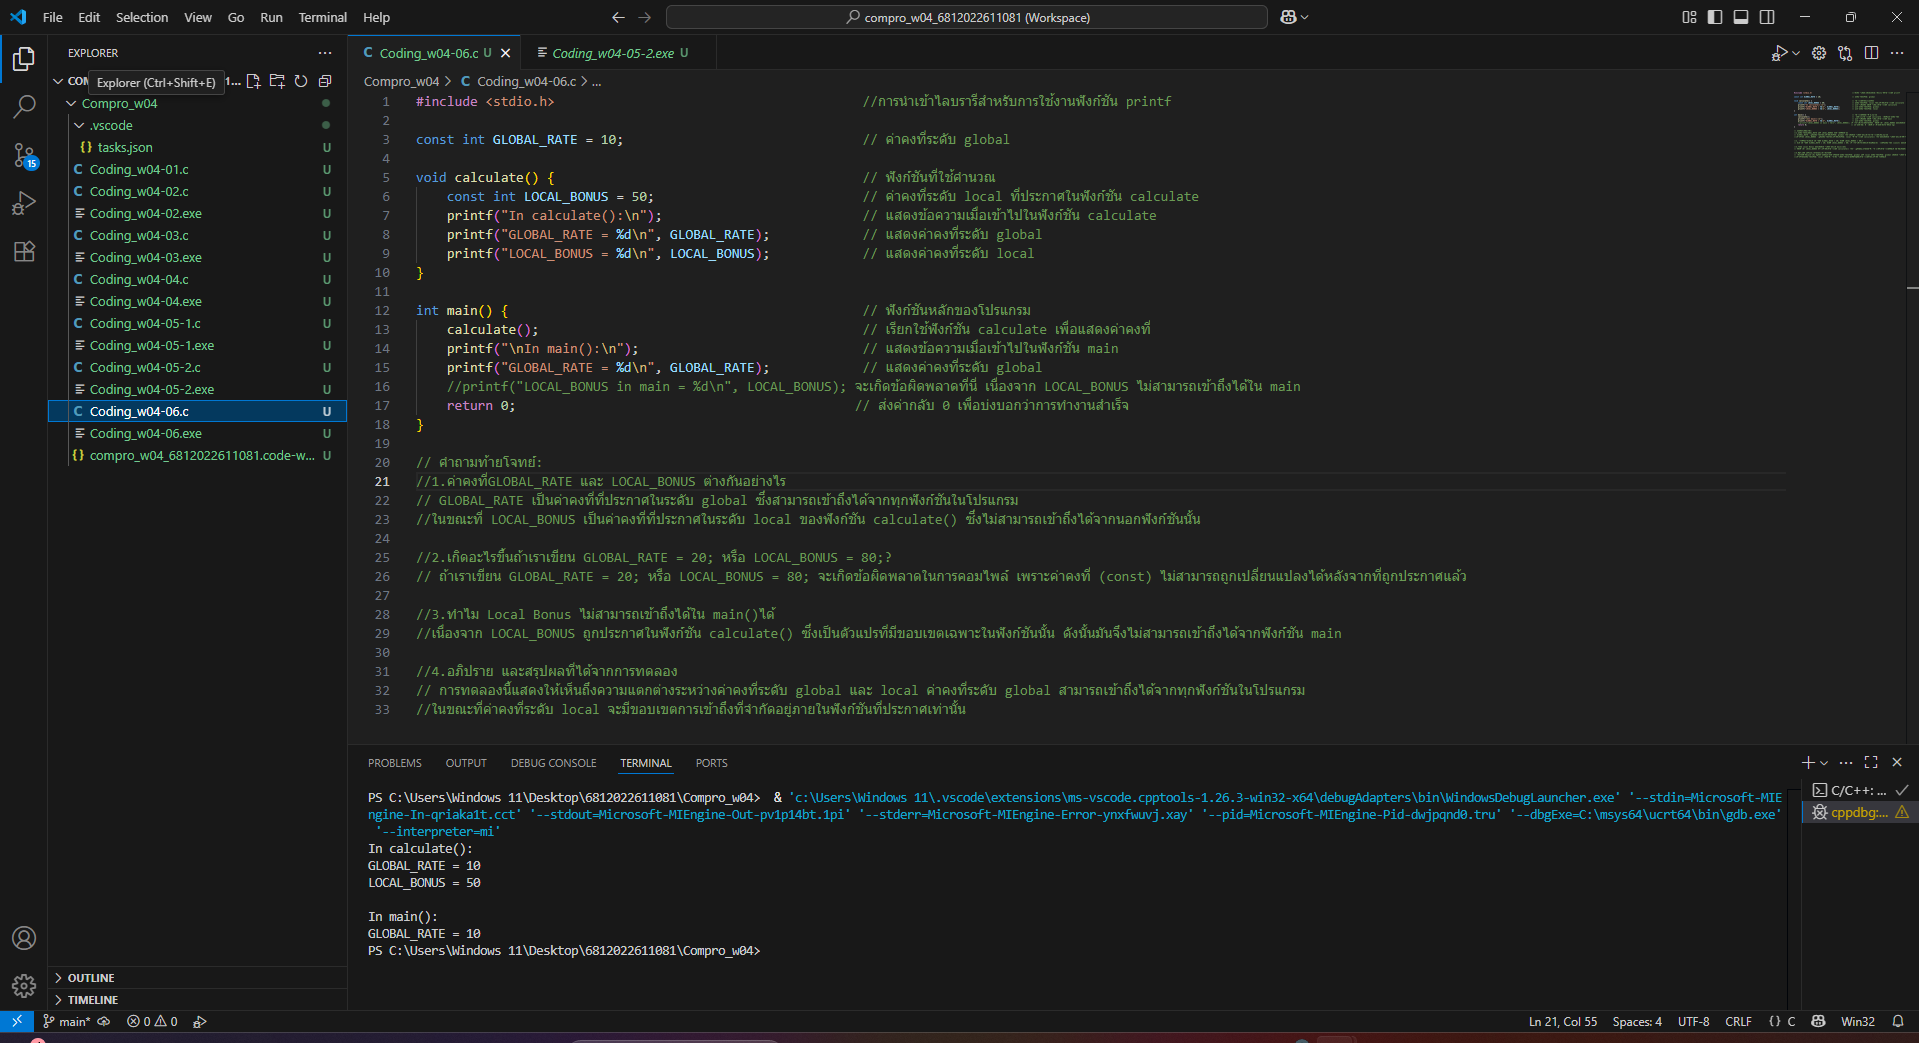 File Edit Selection View Go Run Terminal Help
compro_w04_6812022611081 (Workspace)
EXPLORER
Explorer (Ctrl+Shift+E)
Compro_w04
.vscode
{} tasks.json U
C Coding_w04-01.c U
C Coding_w04-02.c U
Coding_w04-02.exe U
C Coding_w04-03.c U
Coding_w04-03.exe U
C Coding_w04-04.c U
Coding_w04-04.exe U
C Coding_w04-05-1.c U
Coding_w04-05-1.exe U
C Coding_w04-05-2.c U
Coding_w04-05-2.exe U
C Coding_w04-06.c U
Coding_w04-06.exe U
{} compro_w04_6812022611081.code-w... U
15
OUTLINE
TIMELINE
C Coding_w04-06.c U
Coding_w04-05-2.exe U
Compro_w04 > C Coding_w04-06.c > ...
1 #include <stdio.h> //การนำเข้าไลบรารีสำหรับการใช้งานฟังก์ชัน printf
2
3 const int GLOBAL_RATE = 10; // ค่าคงที่ระดับ global
4
5 void calculate() { // ฟังก์ชันที่ใช้คำนวณ
6 const int LOCAL_BONUS = 50; // ค่าคงที่ระดับ local ที่ประกาศในฟังก์ชัน calculate
7 printf("In calculate():\n"); // แสดงข้อความเมื่อเข้าไปในฟังก์ชัน calculate
8 printf("GLOBAL_RATE = %d\n", GLOBAL_RATE); // แสดงค่าคงที่ระดับ global
9 printf("LOCAL_BONUS = %d\n", LOCAL_BONUS); // แสดงค่าคงที่ระดับ local
10 }
11
12 int main() { // ฟังก์ชันหลักของโปรแกรม
13 calculate(); // เรียกใช้ฟังก์ชัน calculate เพื่อแสดงค่าคงที่
14 printf("\nIn main():\n"); // แสดงข้อความเมื่อเข้าไปในฟังก์ชัน main
15 printf("GLOBAL_RATE = %d\n", GLOBAL_RATE); // แสดงค่าคงที่ระดับ global
16 //printf("LOCAL_BONUS in main = %d\n", LOCAL_BONUS); จะเกิดข้อผิดพลาดที่นี่ เนื่องจาก LOCAL_BONUS ไม่สามารถเข้าถึงได้ใน main
17 return 0; // ส่งค่ากลับ 0 เพื่อบ่งบอกว่าการทำงานสำเร็จ
18 }
19
20 // คำถามท้ายโจทย์:
21 //1.ค่าคงที่GLOBAL_RATE และ LOCAL_BONUS ต่างกันอย่างไร
22 // GLOBAL_RATE เป็นค่าคงที่ที่ประกาศในระดับ global ซึ่งสามารถเข้าถึงได้จากทุกฟังก์ชันในโปรแกรม
23 //ในขณะที่ LOCAL_BONUS เป็นค่าคงที่ที่ประกาศในระดับ local ของฟังก์ชัน calculate() ซึ่งไม่สามารถเข้าถึงได้จากนอกฟังก์ชันนั้น
24
25 //2.เกิดอะไรขึ้นถ้าเราเขียน GLOBAL_RATE = 20; หรือ LOCAL_BONUS = 80;?
26 // ถ้าเราเขียน GLOBAL_RATE = 20; หรือ LOCAL_BONUS = 80; จะเกิดข้อผิดพลาดในการคอมไพล์ เพราะค่าคงที่ (const) ไม่สามารถถูกเปลี่ยนแปลงได้หลังจากที่ถูกประกาศแล้ว
27
28 //3.ทำไม Local Bonus ไม่สามารถเข้าถึงได้ใน main()ได้
29 //เนื่องจาก LOCAL_BONUS ถูกประกาศในฟังก์ชัน calculate() ซึ่งเป็นตัวแปรที่มีขอบเขตเฉพาะในฟังก์ชันนั้น ดังนั้นมันจึงไม่สามารถเข้าถึงได้จากฟังก์ชัน main
30
31 //4.อภิปราย และสรุปผลที่ได้จากการทดลอง
32 // การทดลองนี้แสดงให้เห็นถึงความแตกต่างระหว่างค่าคงที่ระดับ global และ local ค่าคงที่ระดับ global สามารถเข้าถึงได้จากทุกฟังก์ชันในโปรแกรม
33 //ในขณะที่ค่าคงที่ระดับ local จะมีขอบเขตการเข้าถึงที่จำกัดอยู่ภายในฟังก์ชันที่ประกาศเท่านั้น
PROBLEMS OUTPUT DEBUG CONSOLE TERMINAL PORTS
PS C:\Users\Windows 11\Desktop\6812022611081\Compro_w04> & 'c:\Users\Windows 11\.vscode\extensions\ms-vscode.cpptools-1.26.3-win32-x64\debugAdapters\bin\WindowsDebugLauncher.exe' '--stdin=Microsoft-MIE
ngine-In-qriaka1t.cct' '--stdout=Microsoft-MIEngine-Out-pv1p14bt.1pi' '--stderr=Microsoft-MIEngine-Error-ynxfwuvj.xay' '--pid=Microsoft-MIEngine-Pid-dwjpqnd0.tru' '--dbgExe=C:\msys64\ucrt64\bin\gdb.exe'
'--interpreter=mi'
In calculate():
GLOBAL_RATE = 10
LOCAL_BONUS = 50
In main():
GLOBAL_RATE = 10
PS C:\Users\Windows 11\Desktop\6812022611081\Compro_w04>
C/C++: ...
cppdbg:...
main* 0 0
Ln 21, Col 55 Spaces: 4 UTF-8 CRLF {} C Win32